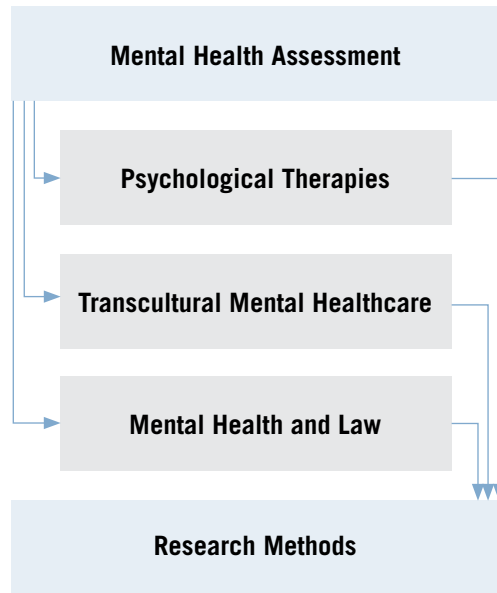 Mental Health Assessment
Psychological Therapies
Transcultural Mental Healthcare
Mental Health and Law
Research Methods